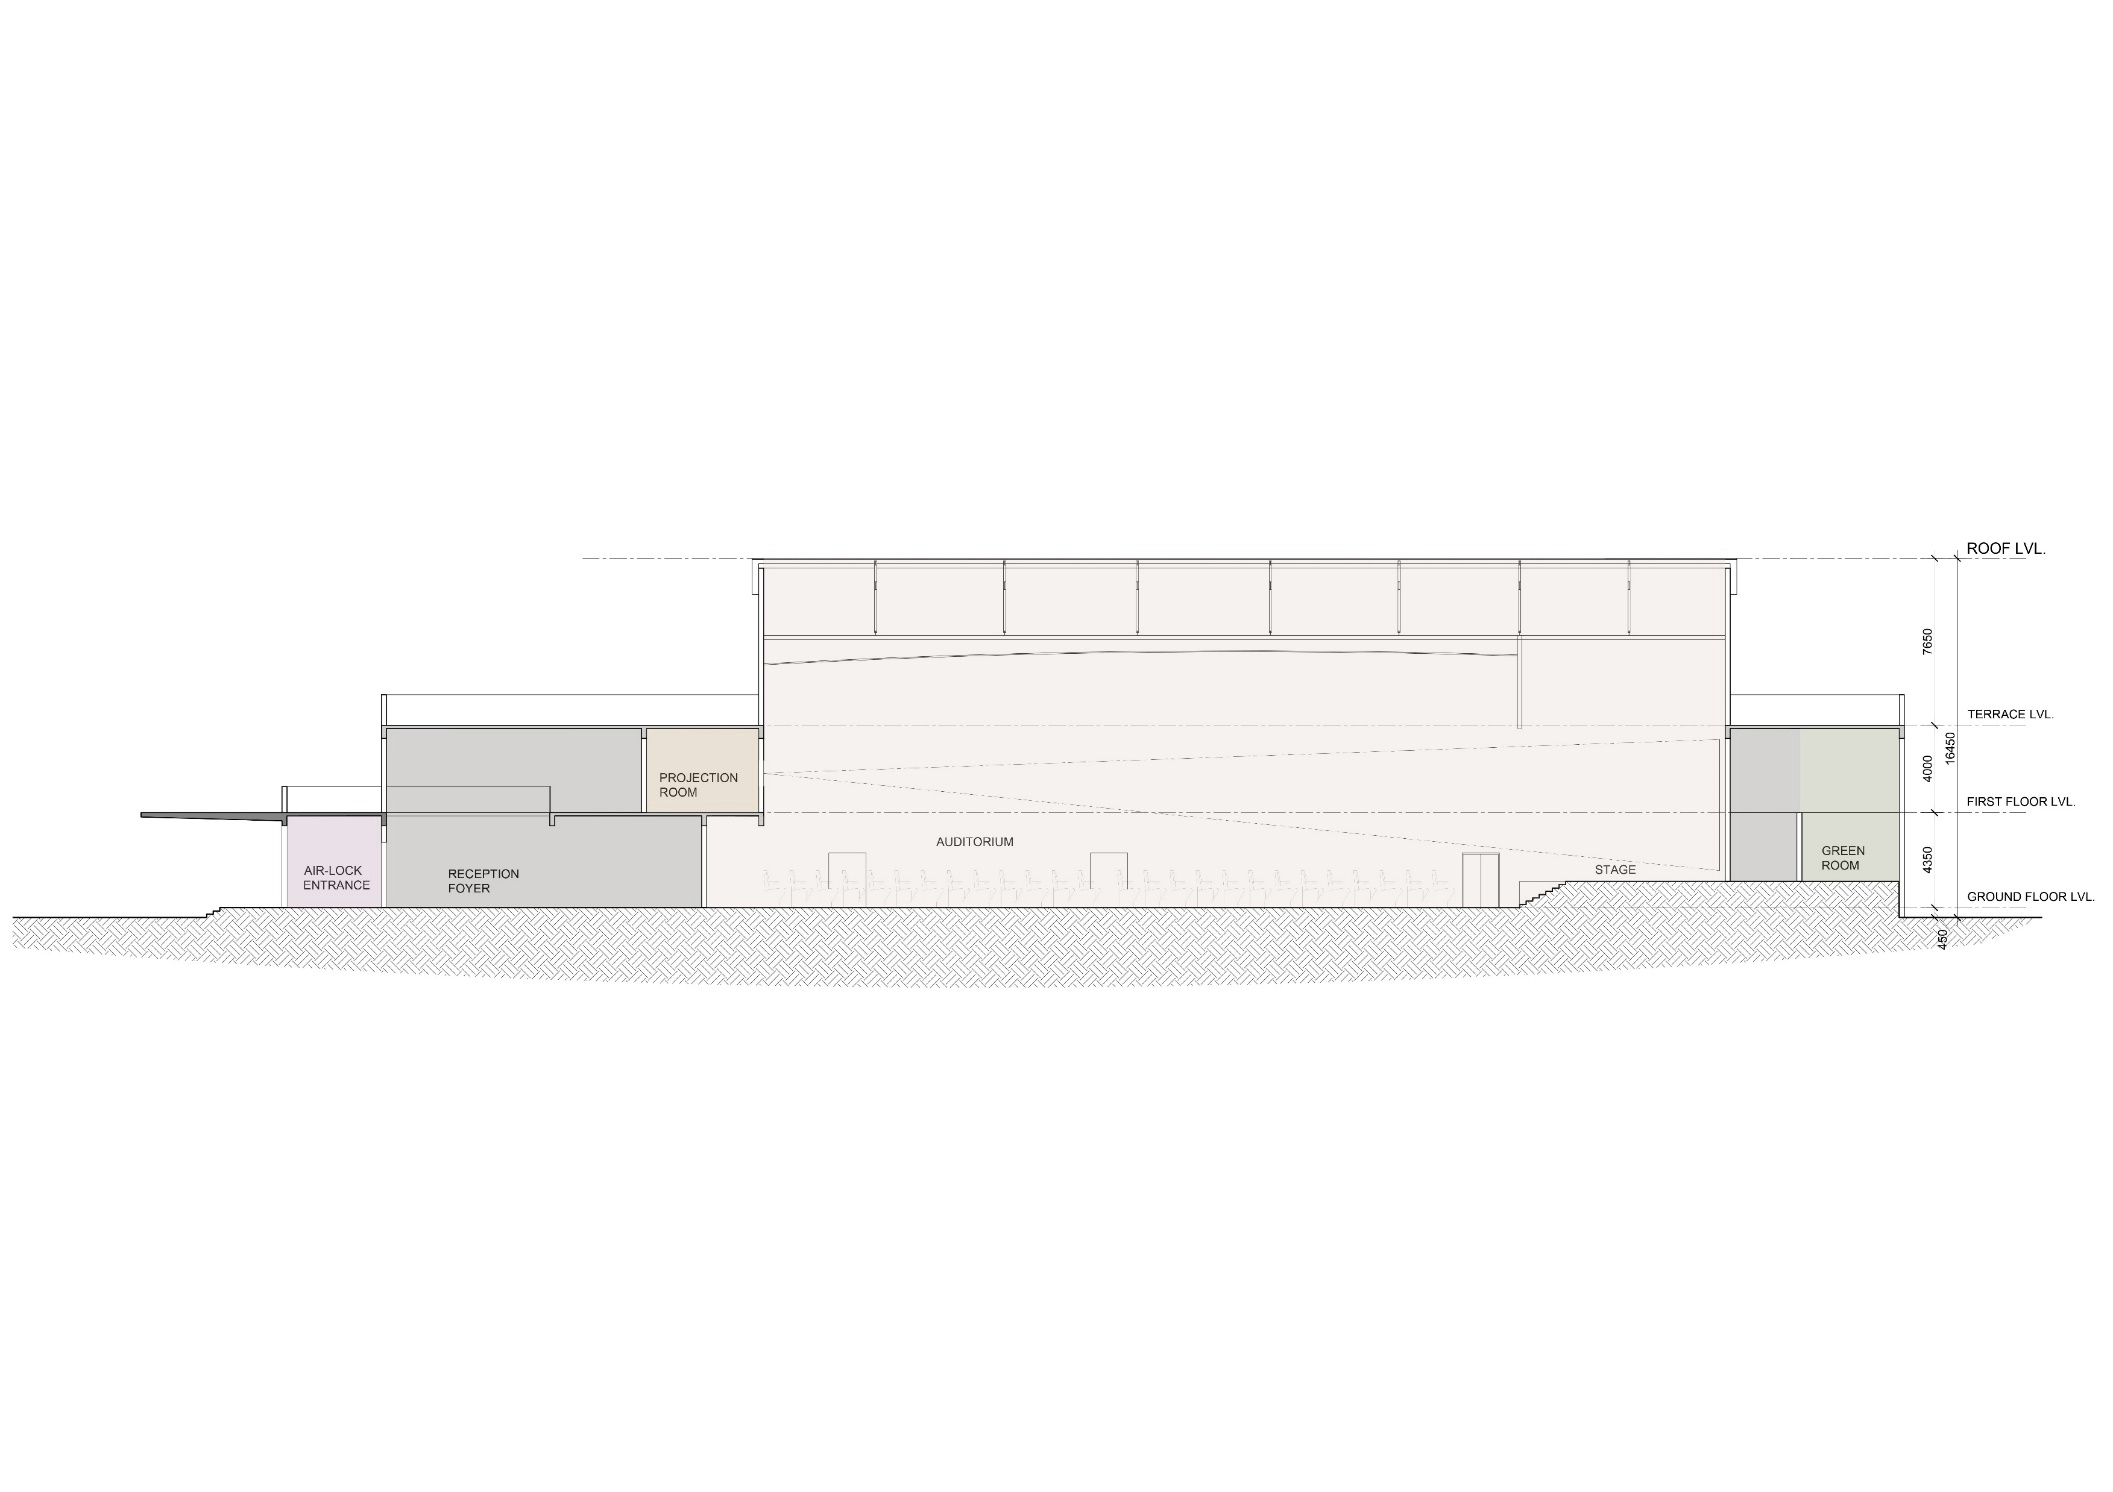 ROOF LVL.
7650
TERRACE LVL.
16450
4000
PROJECTION
ROOM
FIRST FLOOR LVL.
AUDITORIUM
4350
GREEN
ROOM
AIR-LOCK
ENTRANCE
RECEPTION
FOYER
STAGE
GROUND FLOOR LVL.
450